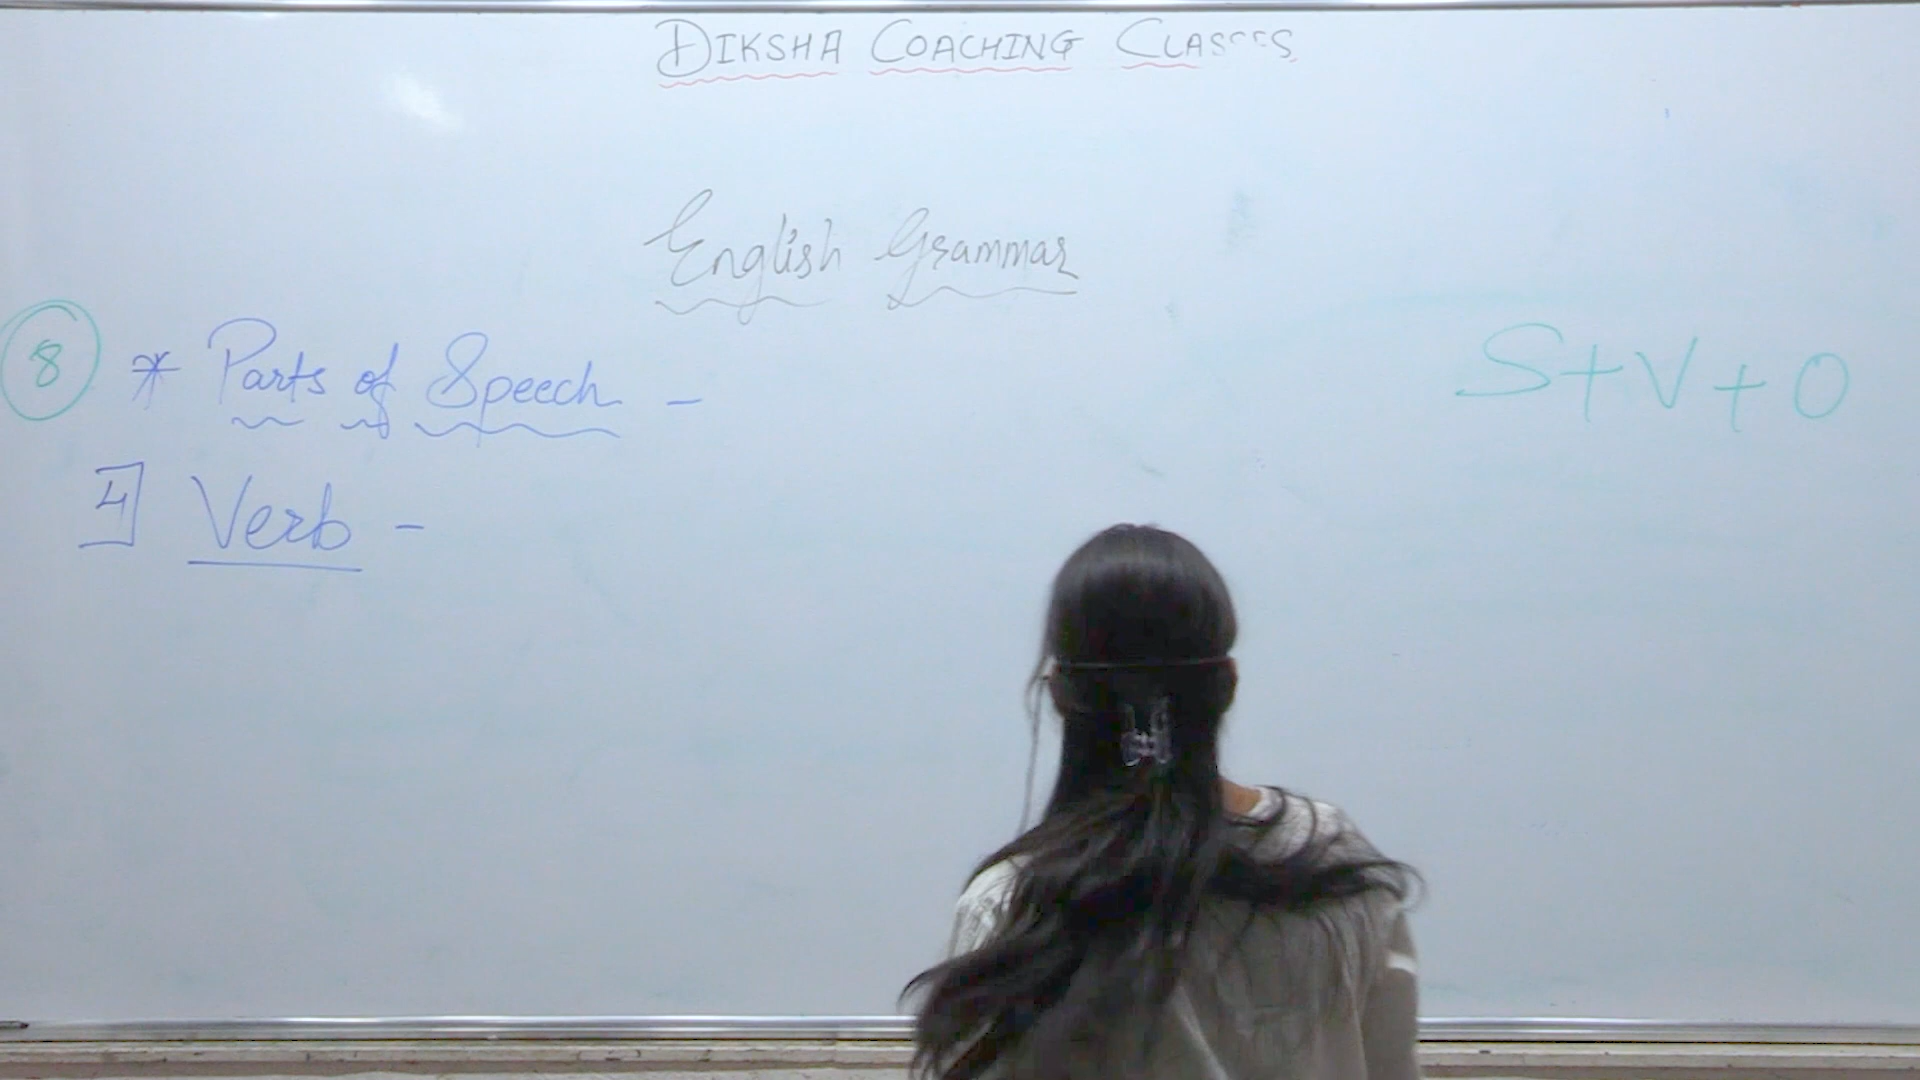 DIKSHA COACHING CLASSES
English Grammar
8 * Parts of Speech -
S+V+O
4] Verb -